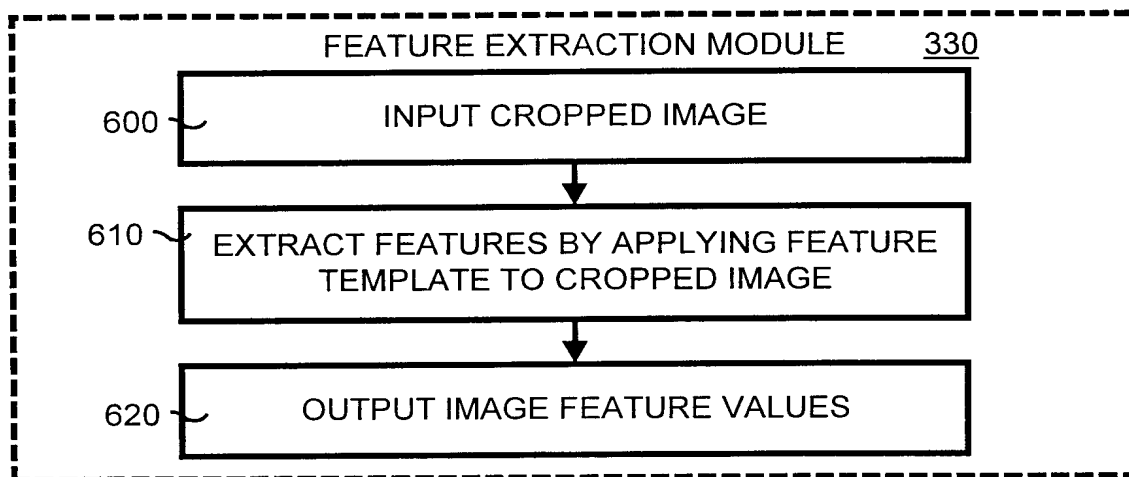 FEATURE EXTRACTION MODULE 330
600 INPUT CROPPED IMAGE
610 EXTRACT FEATURES BY APPLYING FEATURE
TEMPLATE TO CROPPED IMAGE
620 OUTPUT IMAGE FEATURE VALUES